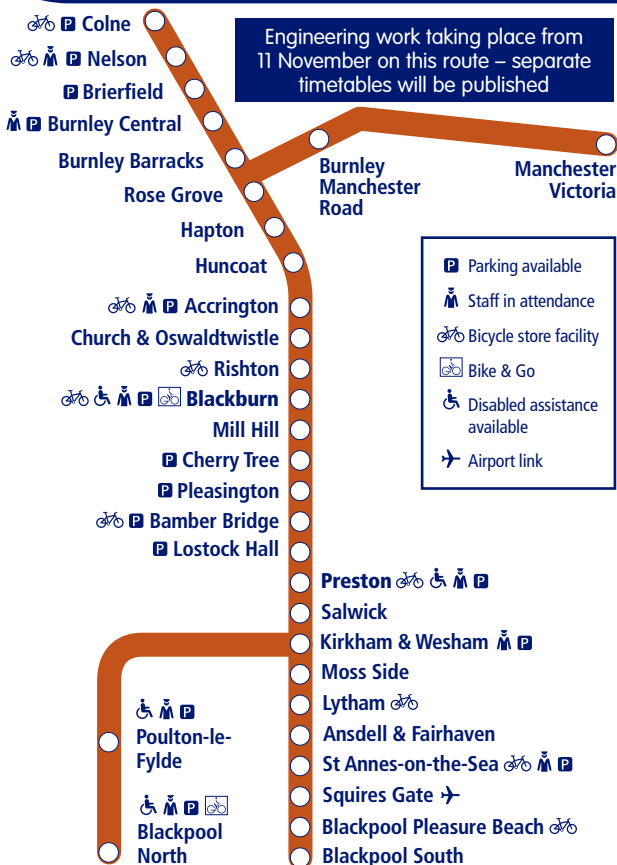 Engineering work taking place from
11 November on this route – separate
timetables will be published
Colne
Nelson
Brierfield
Burnley Central
Burnley Barracks
Rose Grove
Hapton
Huncoat
Burnley
Manchester
Road
Manchester
Victoria
P Parking available
Staff in attendance
Bicycle store facility
Bike & Go
Disabled assistance
available
Airport link
P Accrington
Church & Oswaldtwistle
Rishton
P Blackburn
Mill Hill
P Cherry Tree
P Pleasington
P Bamber Bridge
P Lostock Hall
Preston P
Salwick
Kirkham & Wesham P
Moss Side
Lytham
Ansdell & Fairhaven
St Annes-on-the-Sea P
Squires Gate
Blackpool Pleasure Beach
Blackpool South
P
Poulton-le-
Fylde
P
Blackpool
North